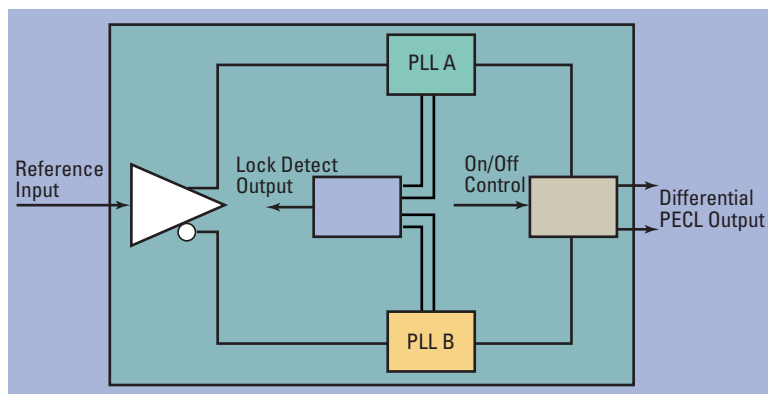 PLL A
Reference
Input
Lock Detect
Output
On/Off
Control
Differential
PECL Output
PLL B